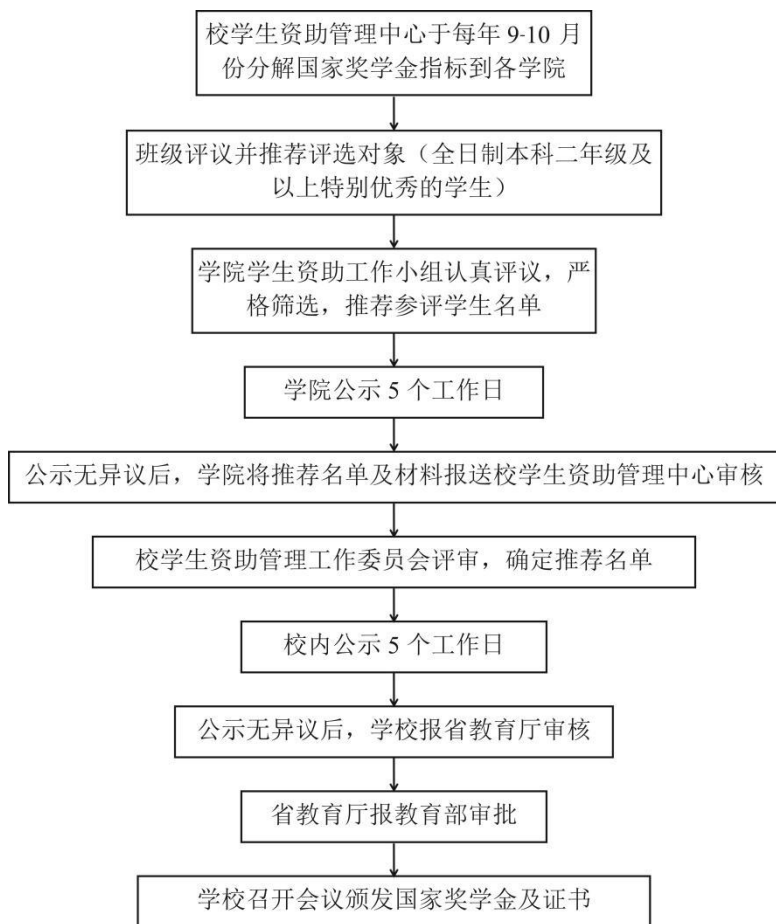 校学生资助管理中心于每年 9-10 月
份分解国家奖学金指标到各学院
班级评议并推荐评选对象（全日制本科二年级及
以上特别优秀的学生）
学院学生资助工作小组认真评议，严
格筛选，推荐参评学生名单
学院公示 5 个工作日
公示无异议后，学院将推荐名单及材料报送校学生资助管理中心审核
校学生资助管理工作委员会评审，确定推荐名单
校内公示 5 个工作日
公示无异议后，学校报省教育厅审核
省教育厅报教育部审批
学校召开会议颁发国家奖学金及证书